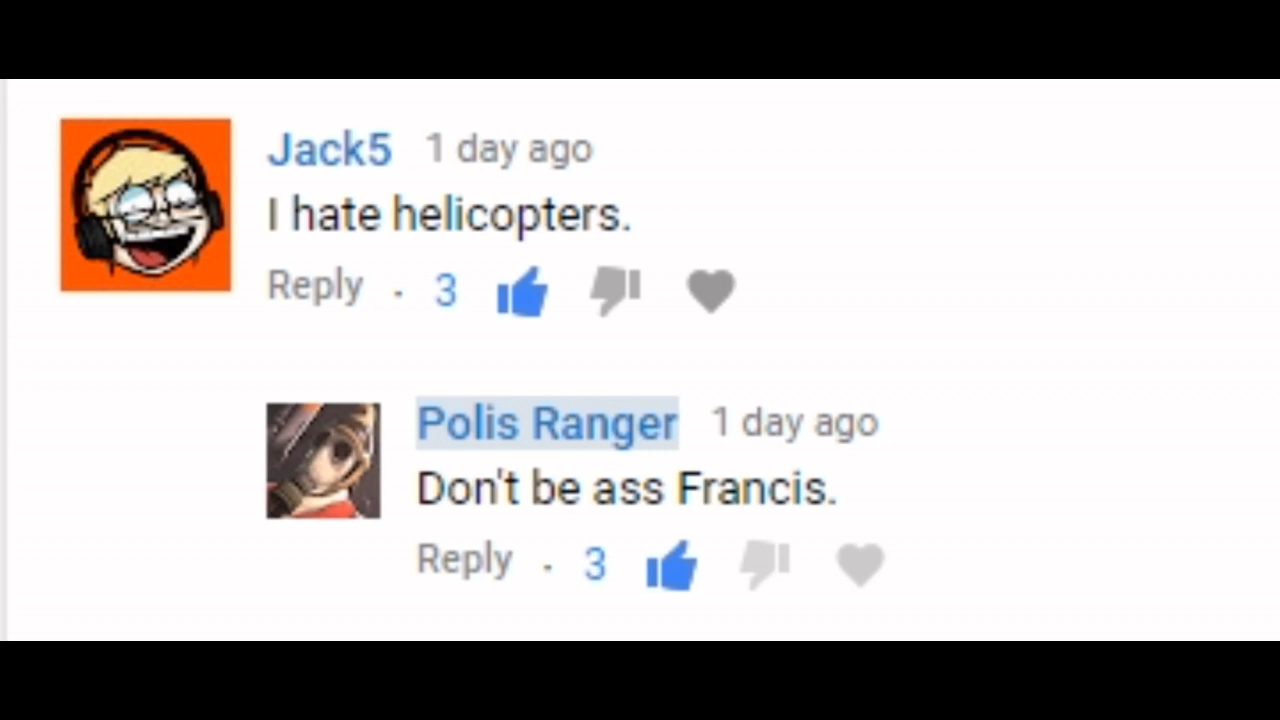 Jack5 1 day ago
I hate helicopters.
Reply · 3
Polis Ranger 1 day ago
Don't be ass Francis.
Reply · 3